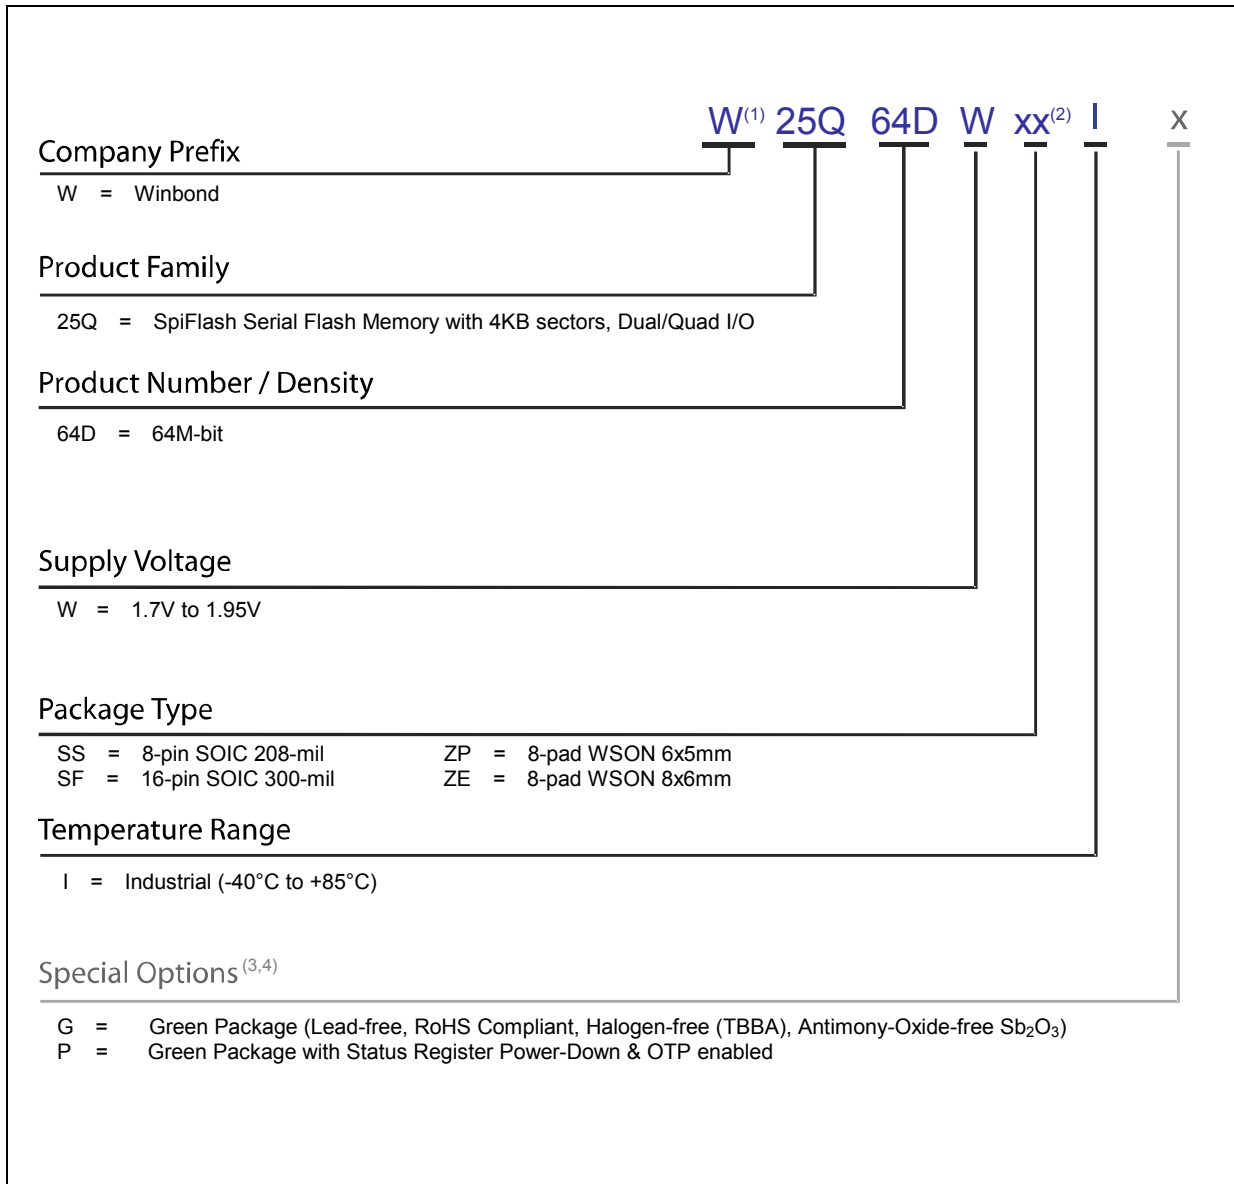 W(1) 25Q 64D W xx(2) I x
Company Prefix
W = Winbond
Product Family
25Q = SpiFlash Serial Flash Memory with 4KB sectors, Dual/Quad I/O
Product Number / Density
64D = 64M-bit
Supply Voltage
W = 1.7V to 1.95V
Package Type
SS = 8-pin SOIC 208-mil ZP = 8-pad WSON 6x5mm
SF = 16-pin SOIC 300-mil ZE = 8-pad WSON 8x6mm
Temperature Range
I = Industrial (-40°C to +85°C)
Special Options (3,4)
G = Green Package (Lead-free, RoHS Compliant, Halogen-free (TBBA), Antimony-Oxide-free Sb₂O₃)
P = Green Package with Status Register Power-Down & OTP enabled